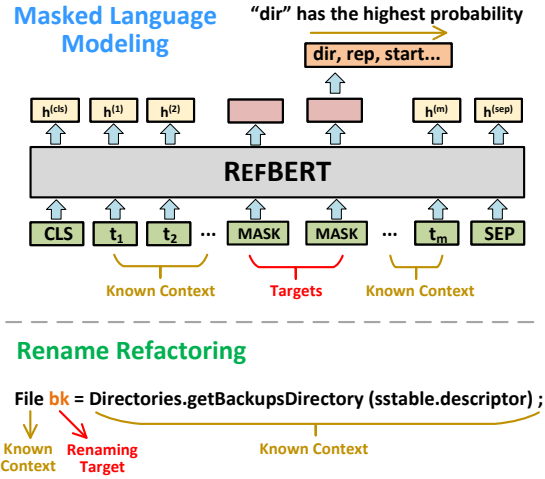 Masked Language
Modeling
“dir” has the highest probability
dir, rep, start...
h(cls) h(1) h(2) h(m) h(sep)
REFBERT
CLS t1 t2 ... MASK MASK ... tm SEP
Known Context Targets Known Context
Rename Refactoring
File bk = Directories.getBackupsDirectory (sstable.descriptor) ;
Known
Context
Renaming
Target
Known Context